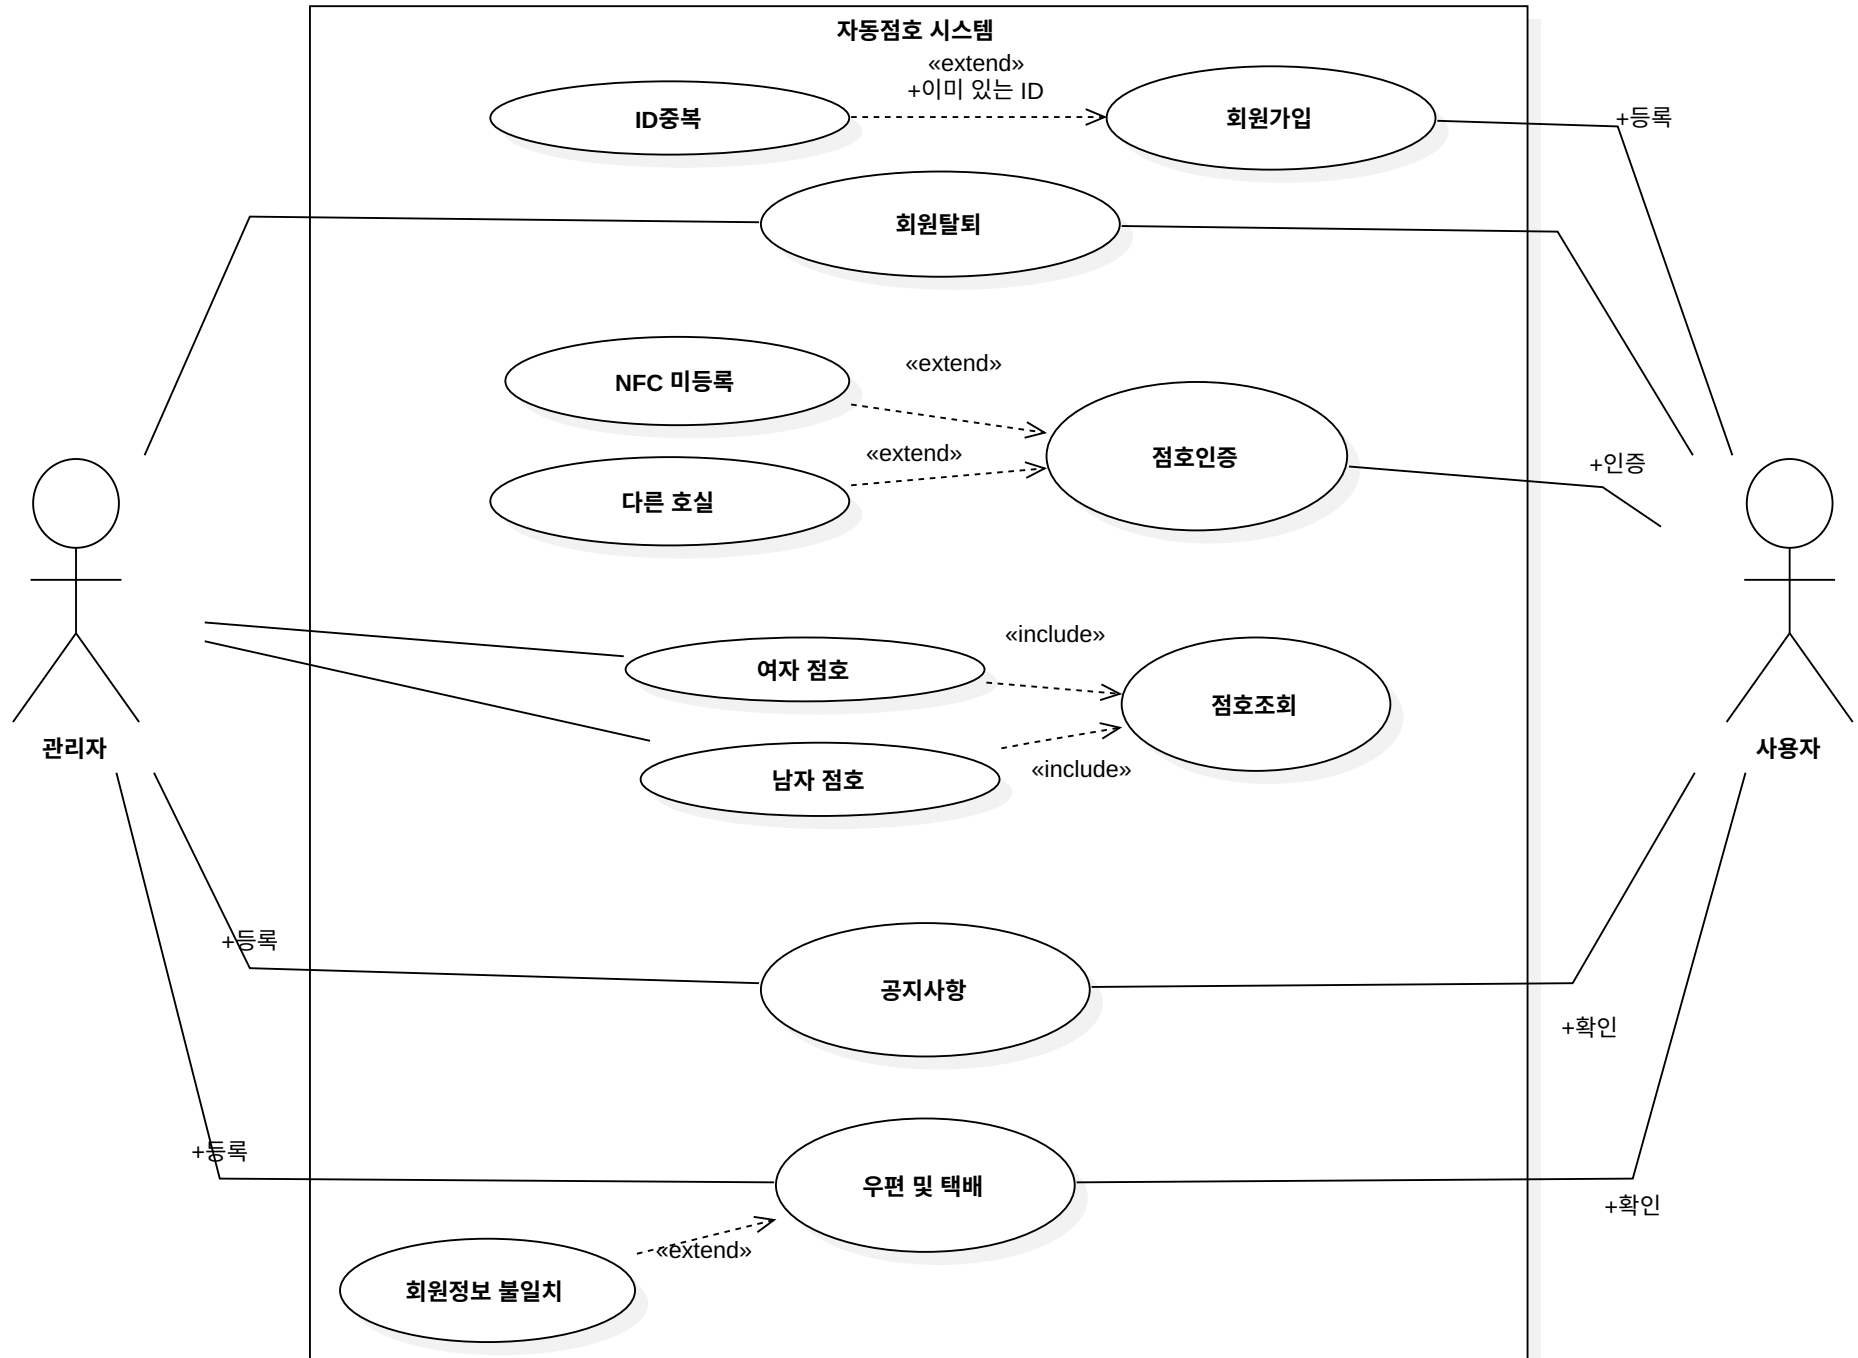 자동점호 시스템
«extend»
+이미 있는 ID
ID중복
회원가입
+등록
회원탈퇴
NFC 미등록
«extend»
다른 호실
«extend»
점호인증
+인증
여자 점호
«include»
점호조회
남자 점호
«include»
관리자
사용자
+등록
공지사항
+확인
+등록
우편 및 택배
+확인
«extend»
회원정보 불일치